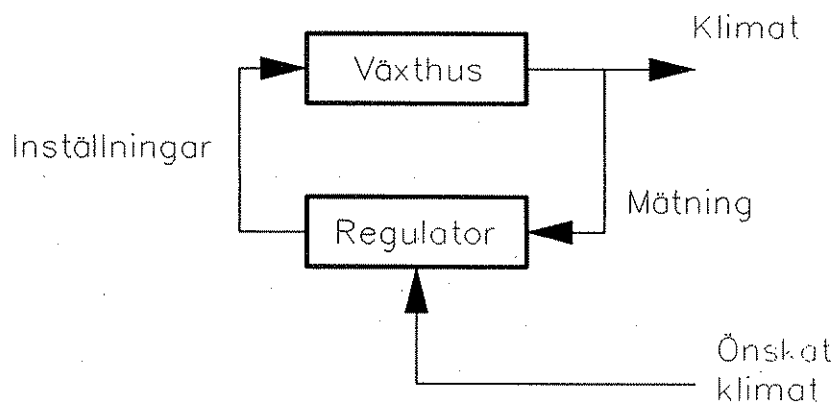 Klimat
Växthus
Inställningar
Mätning
Regulator
Önskat
klimat